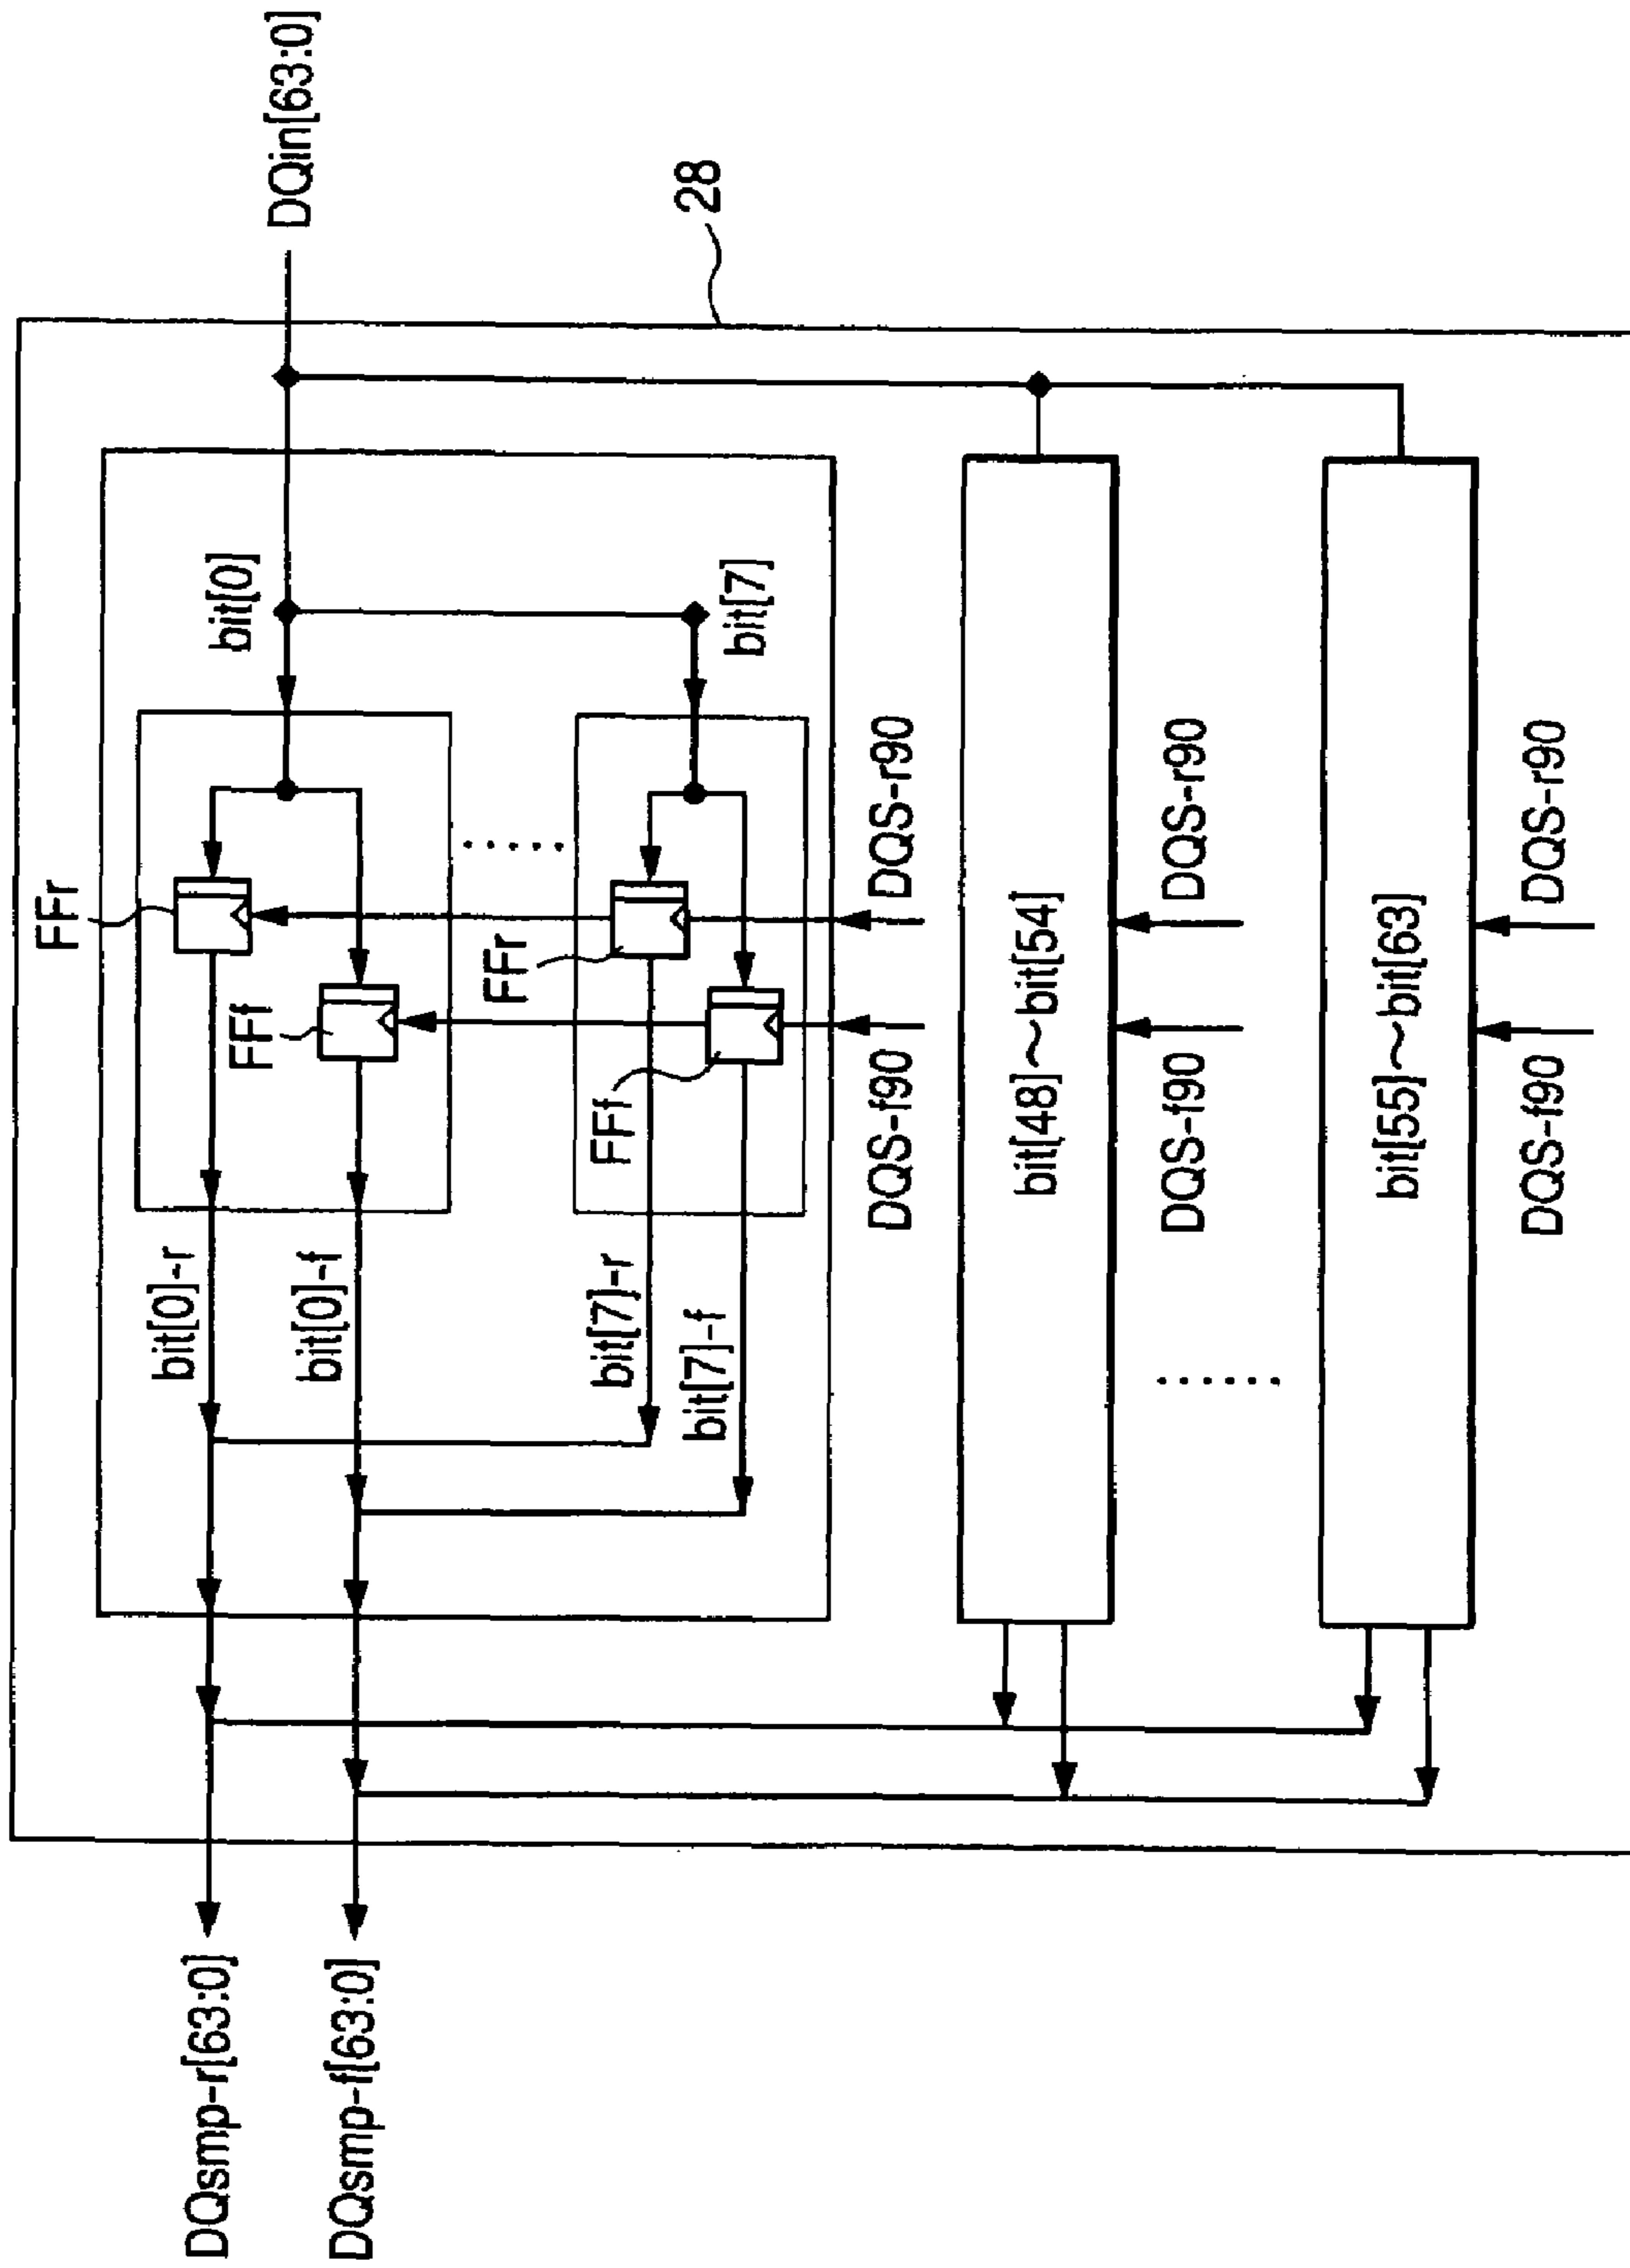 DQsmp-r[63:0]
DQsmp-f[63:0]
DQin[63:0]
28
FFr
FFf
bit[0]
bit[0]-r
bit[0]-f
.....
FFr
FFf
bit[7]
bit[7]-r
bit[7]-f
DQS-f90
DQS-r90
bit[48]~bit[54]
DQS-f90
DQS-r90
.....
bit[55]~bit[63]
DQS-f90
DQS-r90